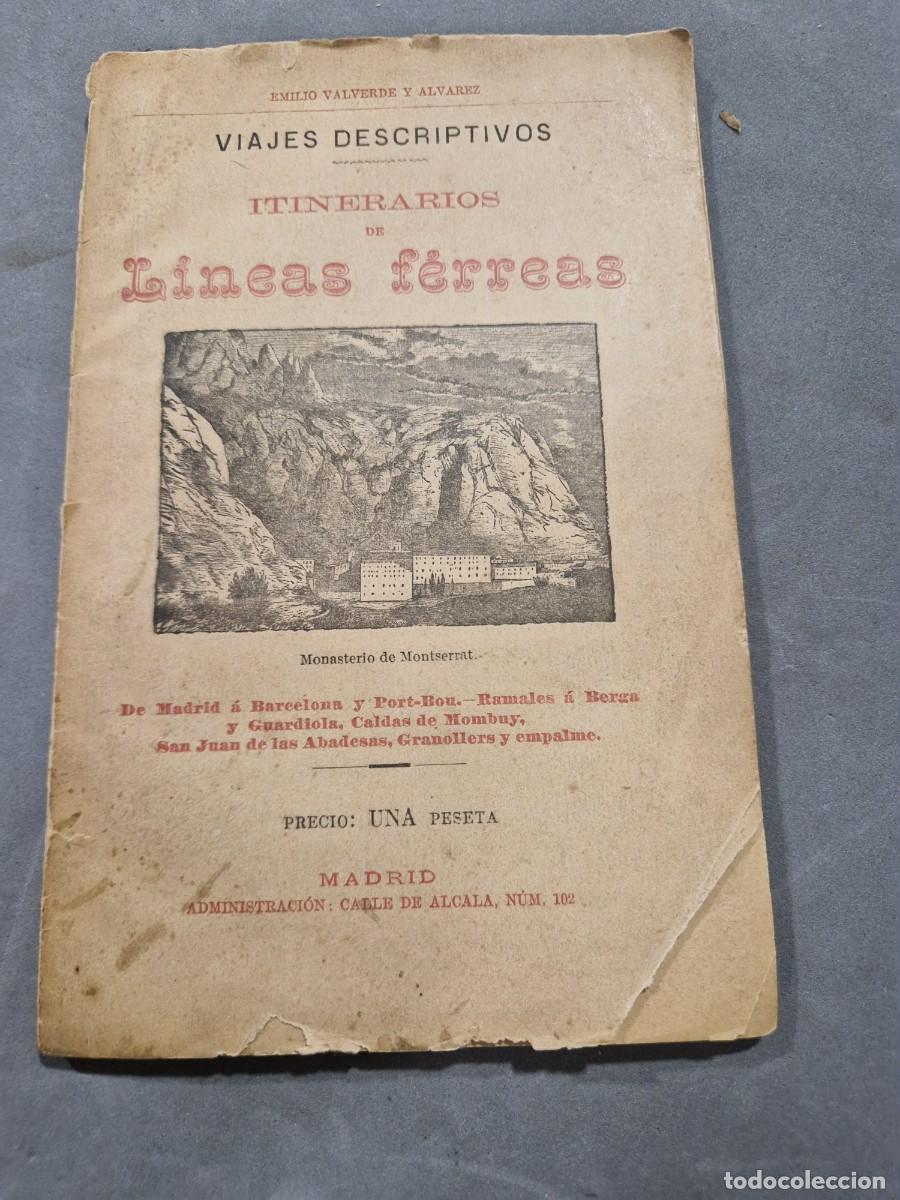 EMILIO VALVERDE Y ALVAREZ
VIAJES DESCRIPTIVOS
ITINERARIOS
DE
Líneas férreas
Monasterio de Montserrat.
De Madrid á Barcelona y Port-Bou.—Ramales á Berga
y Guardiola, Caldas de Mombuy,
San Juan de las Abadesas, Granollers y empalme.
PRECIO: UNA PESETA
MADRID
ADMINISTRACIÓN: CALLE DE ALCALA, NÚM. 102
todocoleccion